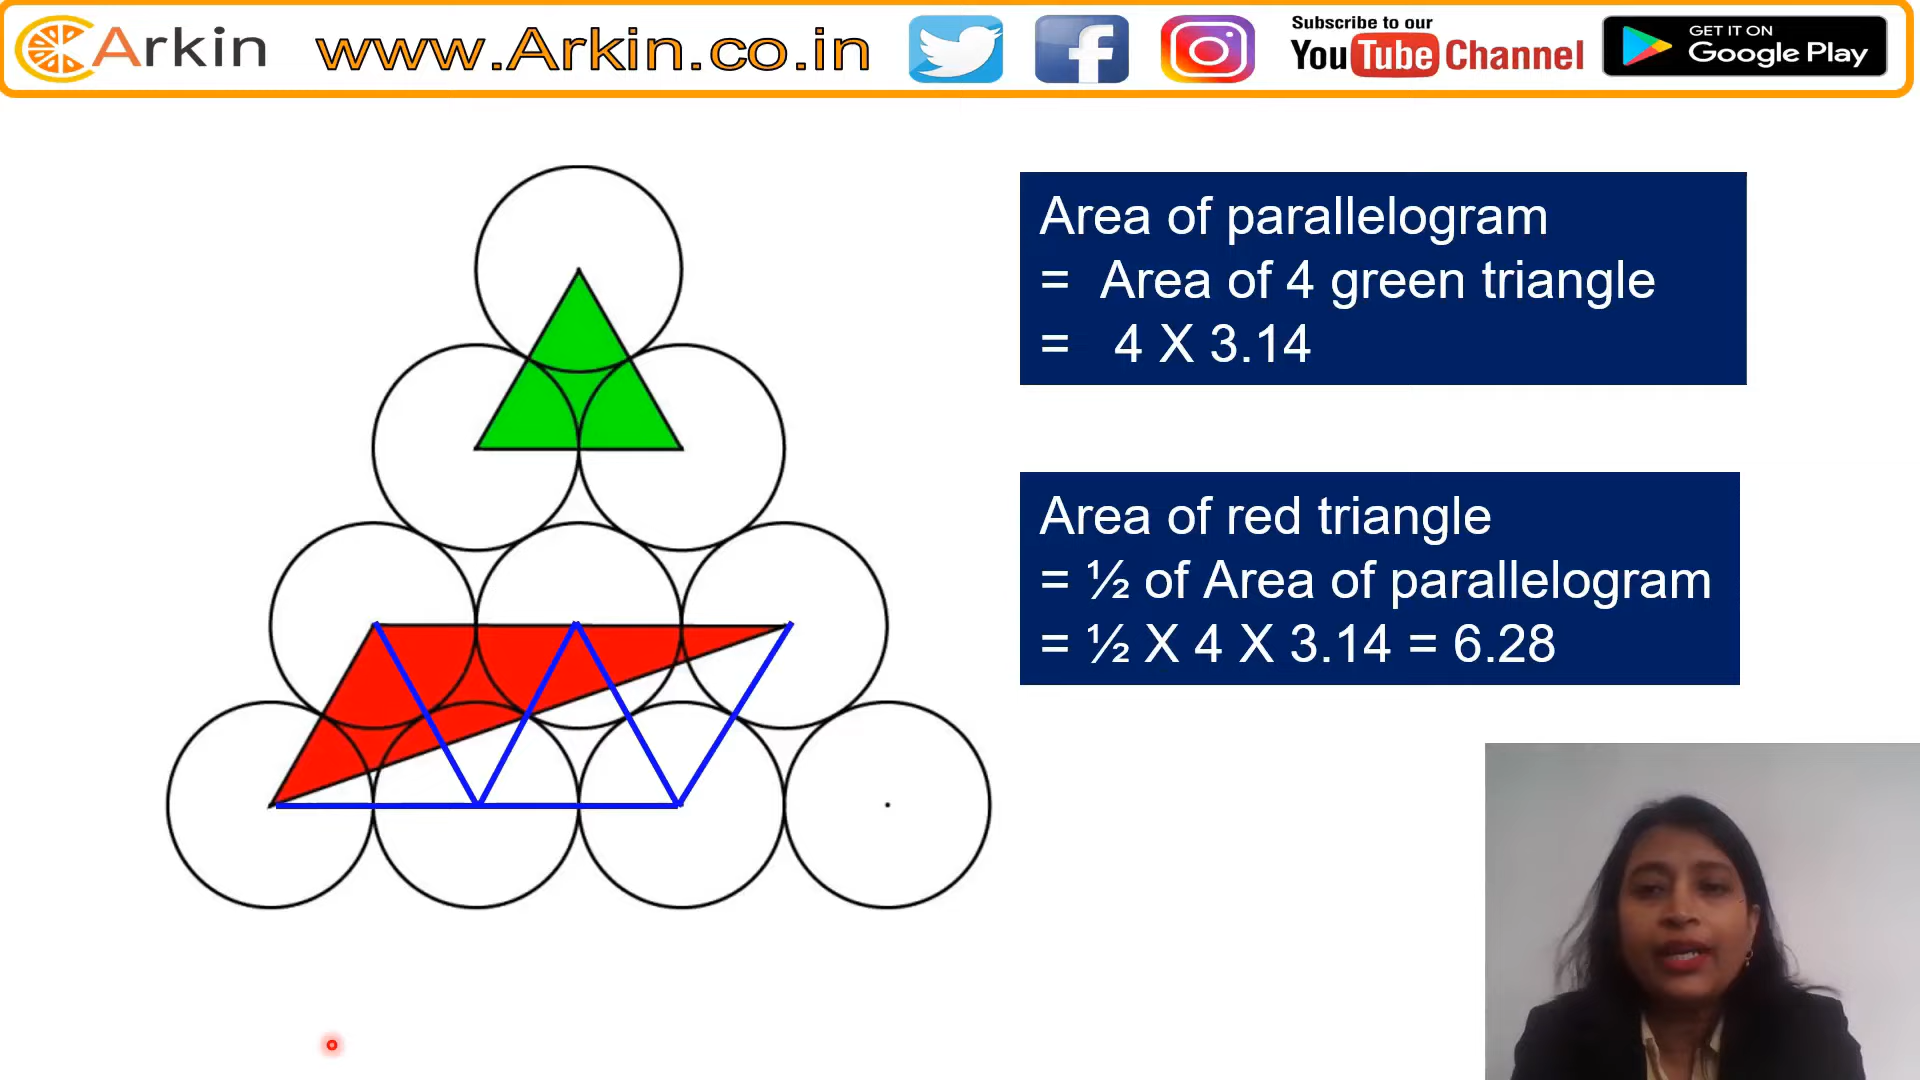 Arkin
www.Arkin.co.in
f
Subscribe to our
YouTube Channel
GET IT ON
Google Play
Area of parallelogram
= Area of 4 green triangle
= 4 X 3.14
Area of red triangle
= ½ of Area of parallelogram
= ½ X 4 X 3.14 = 6.28